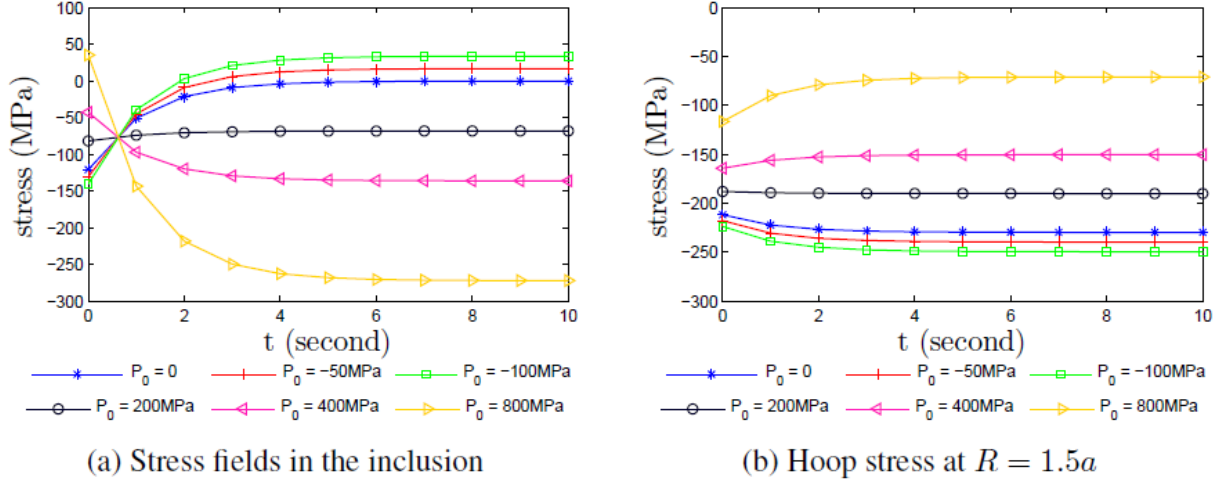 100
50
0
−50
−100
−150
−200
−250
−300
stress (MPa)
0 2 4 6 8 10
t (second)
P0 = 0 P0 = −50MPa P0 = −100MPa
P0 = 200MPa P0 = 400MPa P0 = 800MPa
(a) Stress fields in the inclusion
0
−50
−100
−150
−200
−250
−300
stress (MPa)
0 2 4 6 8 10
t (second)
P0 = 0 P0 = −50MPa P0 = −100MPa
P0 = 200MPa P0 = 400MPa P0 = 800MPa
(b) Hoop stress at R = 1.5a